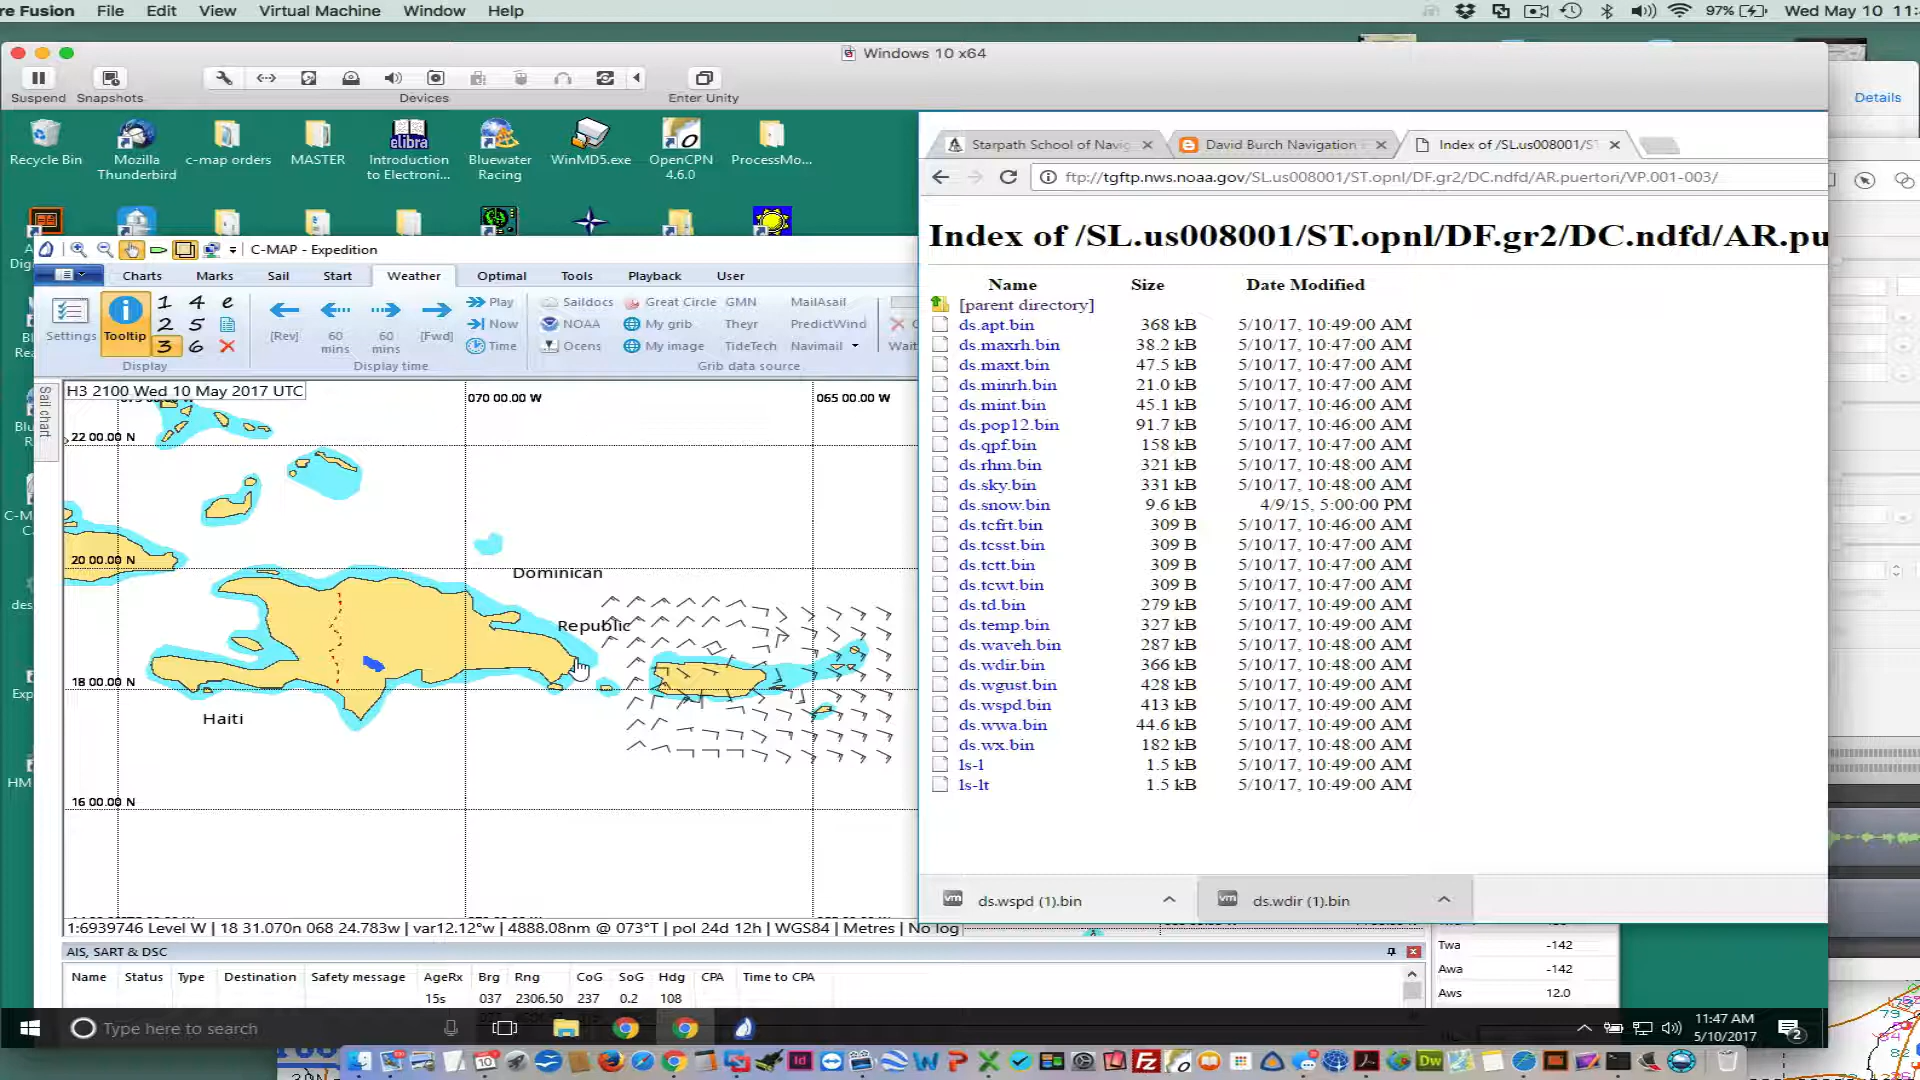 re Fusion File Edit View Virtual Machine Window Help 97% Wed May 10 11:
Windows 10 x64
Suspend Snapshots Devices Enter Unity
Details
Recycle Bin
Mozilla Thunderbird
c-map orders
MASTER
Introduction to Electroni...
Bluewater Racing
WinMD5.exe
OpenCPN 4.6.0
ProcessMo...
C-MAP - Expedition
Charts Marks Sail Start Weather Optimal Tools Playback User
Settings
Tooltip
1 4 e
2 5
3 6
Display
[Rev]
60 mins
60 mins
[Fwd]
Play
Now
Time
Display time
Saildocs Great Circle GMN MailAsail
NOAA My grib Theyr PredictWind
Ocens My image TideTech Navimail
Grib data source
Wait
Sail chart
H3 2100 Wed 10 May 2017 UTC
070 00.00 W
065 00.00 W
22 00.00 N
20 00.00 N
Dominican
Republic
18 00.00 N
Haiti
16 00.00 N
1:6939746 Level W | 18 31.070n 068 24.783w | var12.12°w | 4888.08nm @ 073°T | pol 24d 12h | WGS84 | Metres | No log
AIS, SART & DSC
Name Status Type Destination Safety message AgeRx Brg Rng CoG SoG Hdg CPA Time to CPA
15s 037 2306.50 237 0.2 108
Starpath School of Navig
David Burch Navigation
Index of /SL.us008001/ST
ftp://tgftp.nws.noaa.gov/SL.us008001/ST.opnl/DF.gr2/DC.ndfd/AR.puertori/VP.001-003/
Index of /SL.us008001/ST.opnl/DF.gr2/DC.ndfd/AR.pu
Name Size Date Modified
[parent directory]
ds.apt.bin 368 kB 5/10/17, 10:49:00 AM
ds.maxrh.bin 38.2 kB 5/10/17, 10:47:00 AM
ds.maxt.bin 47.5 kB 5/10/17, 10:47:00 AM
ds.minrh.bin 21.0 kB 5/10/17, 10:47:00 AM
ds.mint.bin 45.1 kB 5/10/17, 10:46:00 AM
ds.pop12.bin 91.7 kB 5/10/17, 10:46:00 AM
ds.qpf.bin 158 kB 5/10/17, 10:47:00 AM
ds.rhm.bin 321 kB 5/10/17, 10:48:00 AM
ds.sky.bin 331 kB 5/10/17, 10:48:00 AM
ds.snow.bin 9.6 kB 4/9/15, 5:00:00 PM
ds.tcfrt.bin 309 B 5/10/17, 10:46:00 AM
ds.tcsst.bin 309 B 5/10/17, 10:47:00 AM
ds.tctt.bin 309 B 5/10/17, 10:47:00 AM
ds.tcwt.bin 309 B 5/10/17, 10:47:00 AM
ds.td.bin 279 kB 5/10/17, 10:49:00 AM
ds.temp.bin 327 kB 5/10/17, 10:49:00 AM
ds.waveh.bin 287 kB 5/10/17, 10:48:00 AM
ds.wdir.bin 366 kB 5/10/17, 10:48:00 AM
ds.wgust.bin 428 kB 5/10/17, 10:49:00 AM
ds.wspd.bin 413 kB 5/10/17, 10:49:00 AM
ds.wwa.bin 44.6 kB 5/10/17, 10:49:00 AM
ds.wx.bin 182 kB 5/10/17, 10:48:00 AM
ls-l 1.5 kB 5/10/17, 10:49:00 AM
ls-lt 1.5 kB 5/10/17, 10:49:00 AM
ds.wspd (1).bin
ds.wdir (1).bin
Twa -142
Awa -142
Aws 12.0
Type here to search
11:47 AM
5/10/2017
2